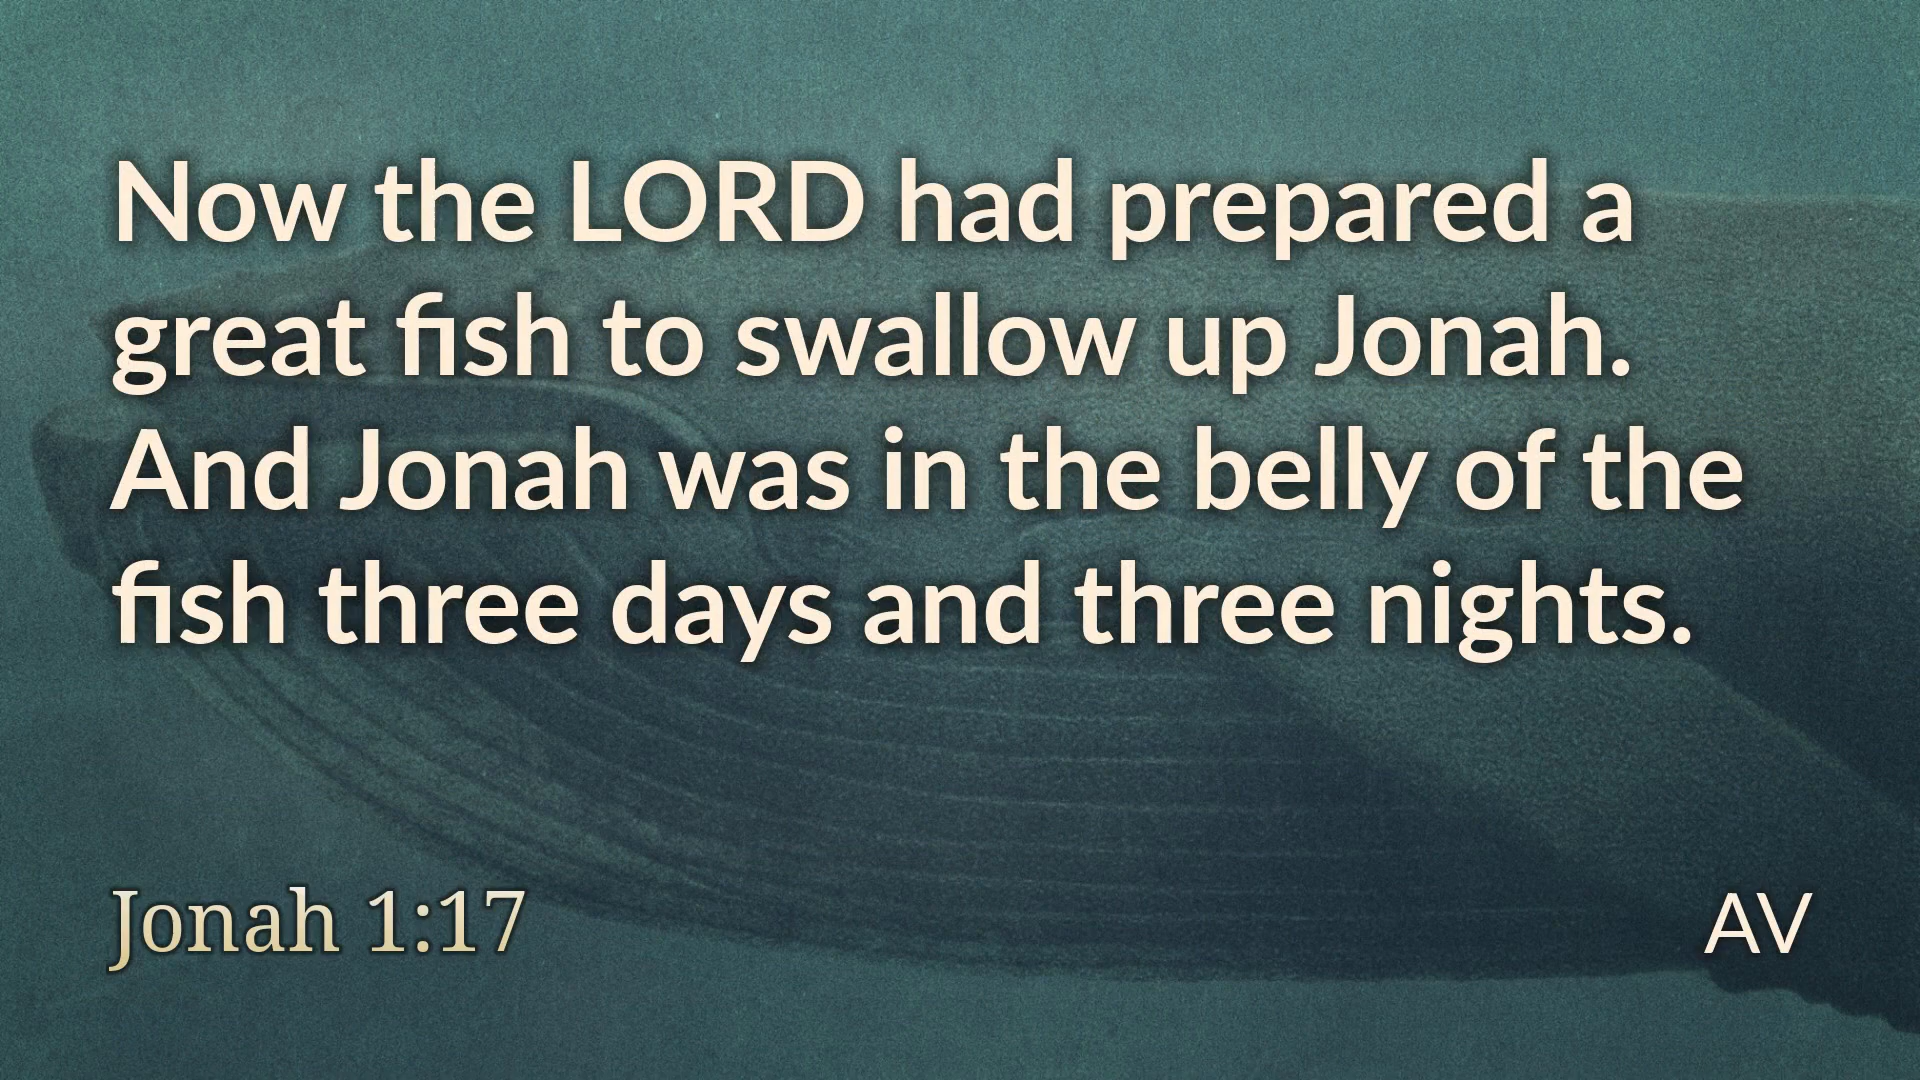 Now the LORD had prepared a
great fish to swallow up Jonah.
And Jonah was in the belly of the
fish three days and three nights.
Jonah 1:17
AV